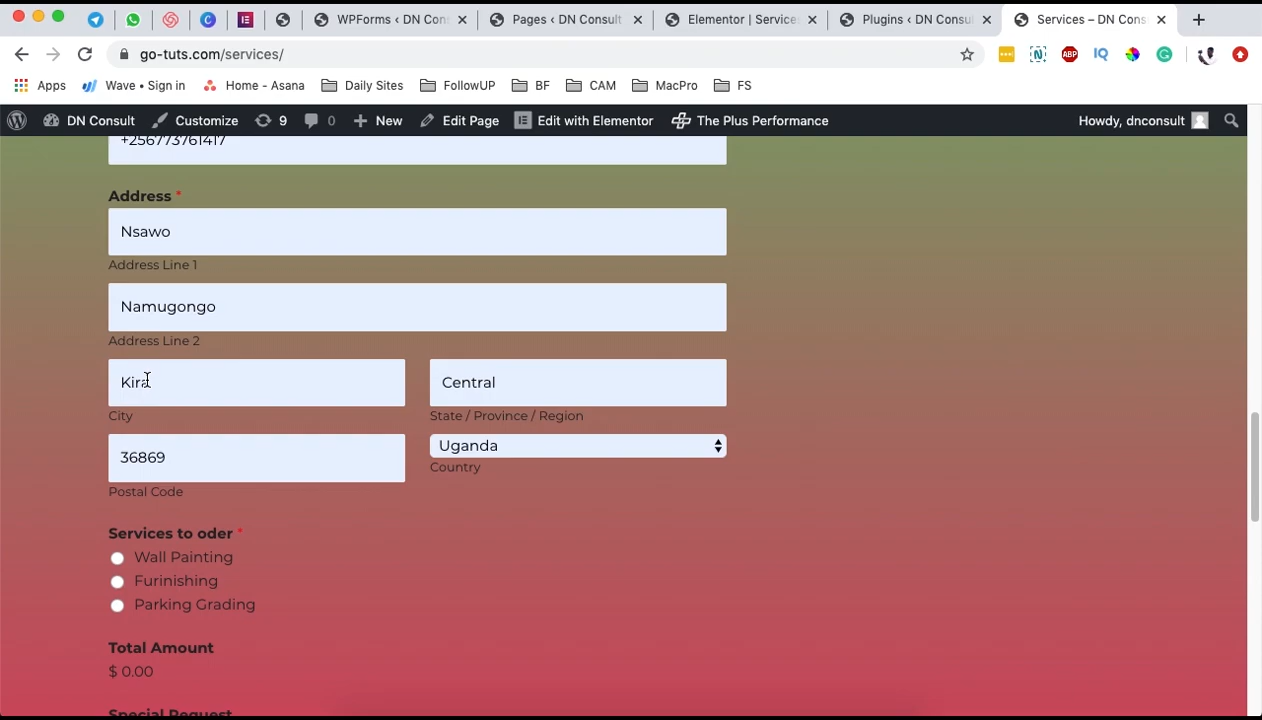 WPForms ‹ DN Con Pages ‹ DN Consult Elementor | Service Plugins ‹ DN Consul Services – DN Cons
go-tuts.com/services/
Apps Wave • Sign in Home - Asana Daily Sites FollowUP BF CAM MacPro FS
DN Consult Customize 9 0 New Edit Page Edit with Elementor The Plus Performance Howdy, dnconsult
+256773761417
Address *
Nsawo
Address Line 1
Namugongo
Address Line 2
Kira Central
City State / Province / Region
36869 Uganda
Postal Code Country
Services to oder *
Wall Painting
Furinishing
Parking Grading
Total Amount
$ 0.00
Special Request